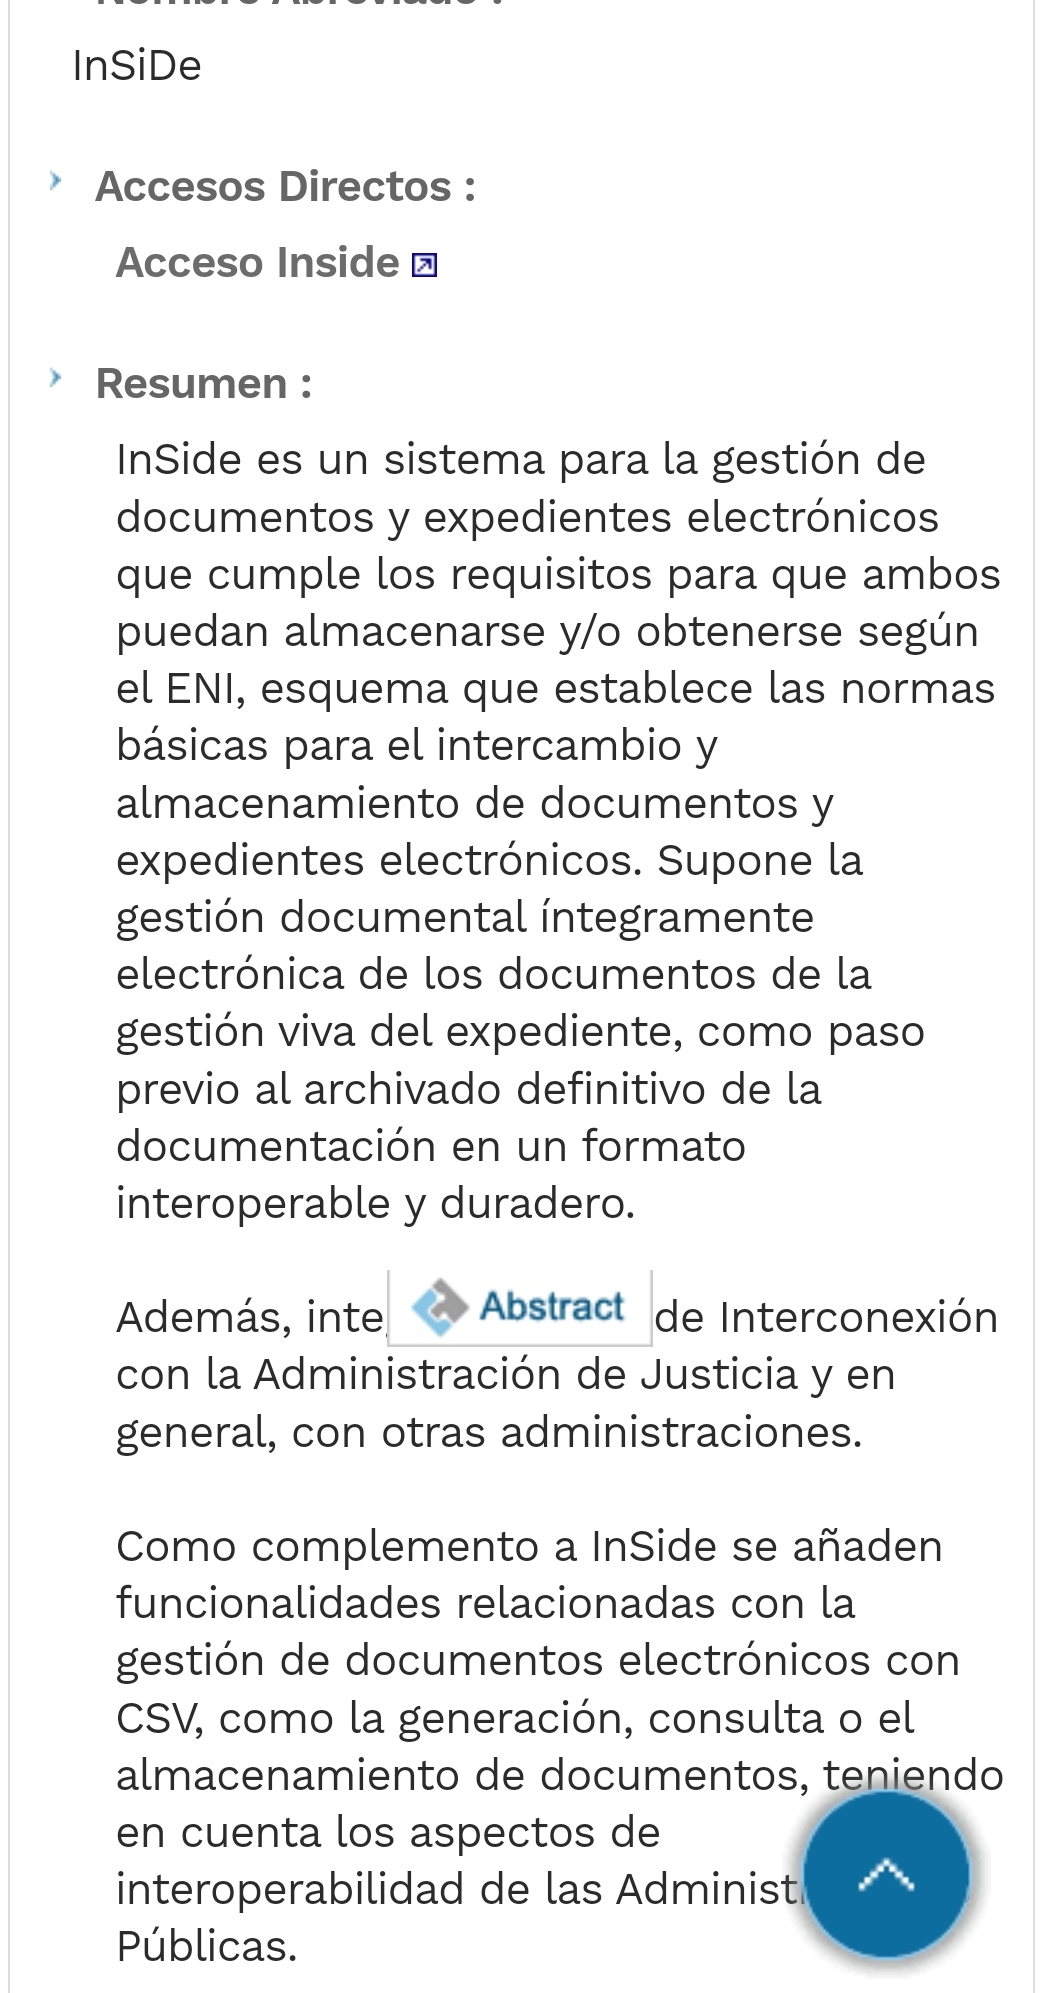 InSiDe
Accesos Directos :
Acceso Inside
Resumen :
InSide es un sistema para la gestión de
documentos y expedientes electrónicos
que cumple los requisitos para que ambos
puedan almacenarse y/o obtenerse según
el ENI, esquema que establece las normas
básicas para el intercambio y
almacenamiento de documentos y
expedientes electrónicos. Supone la
gestión documental íntegramente
electrónica de los documentos de la
gestión viva del expediente, como paso
previo al archivado definitivo de la
documentación en un formato
interoperable y duradero.
Además, Abstract de Interconexión
con la Administración de Justicia y en
general, con otras administraciones.
Como complemento a InSide se añaden
funcionalidades relacionadas con la
gestión de documentos electrónicos con
CSV, como la generación, consulta o el
almacenamiento de documentos, teniendo
en cuenta los aspectos de
interoperabilidad de las
Públicas.